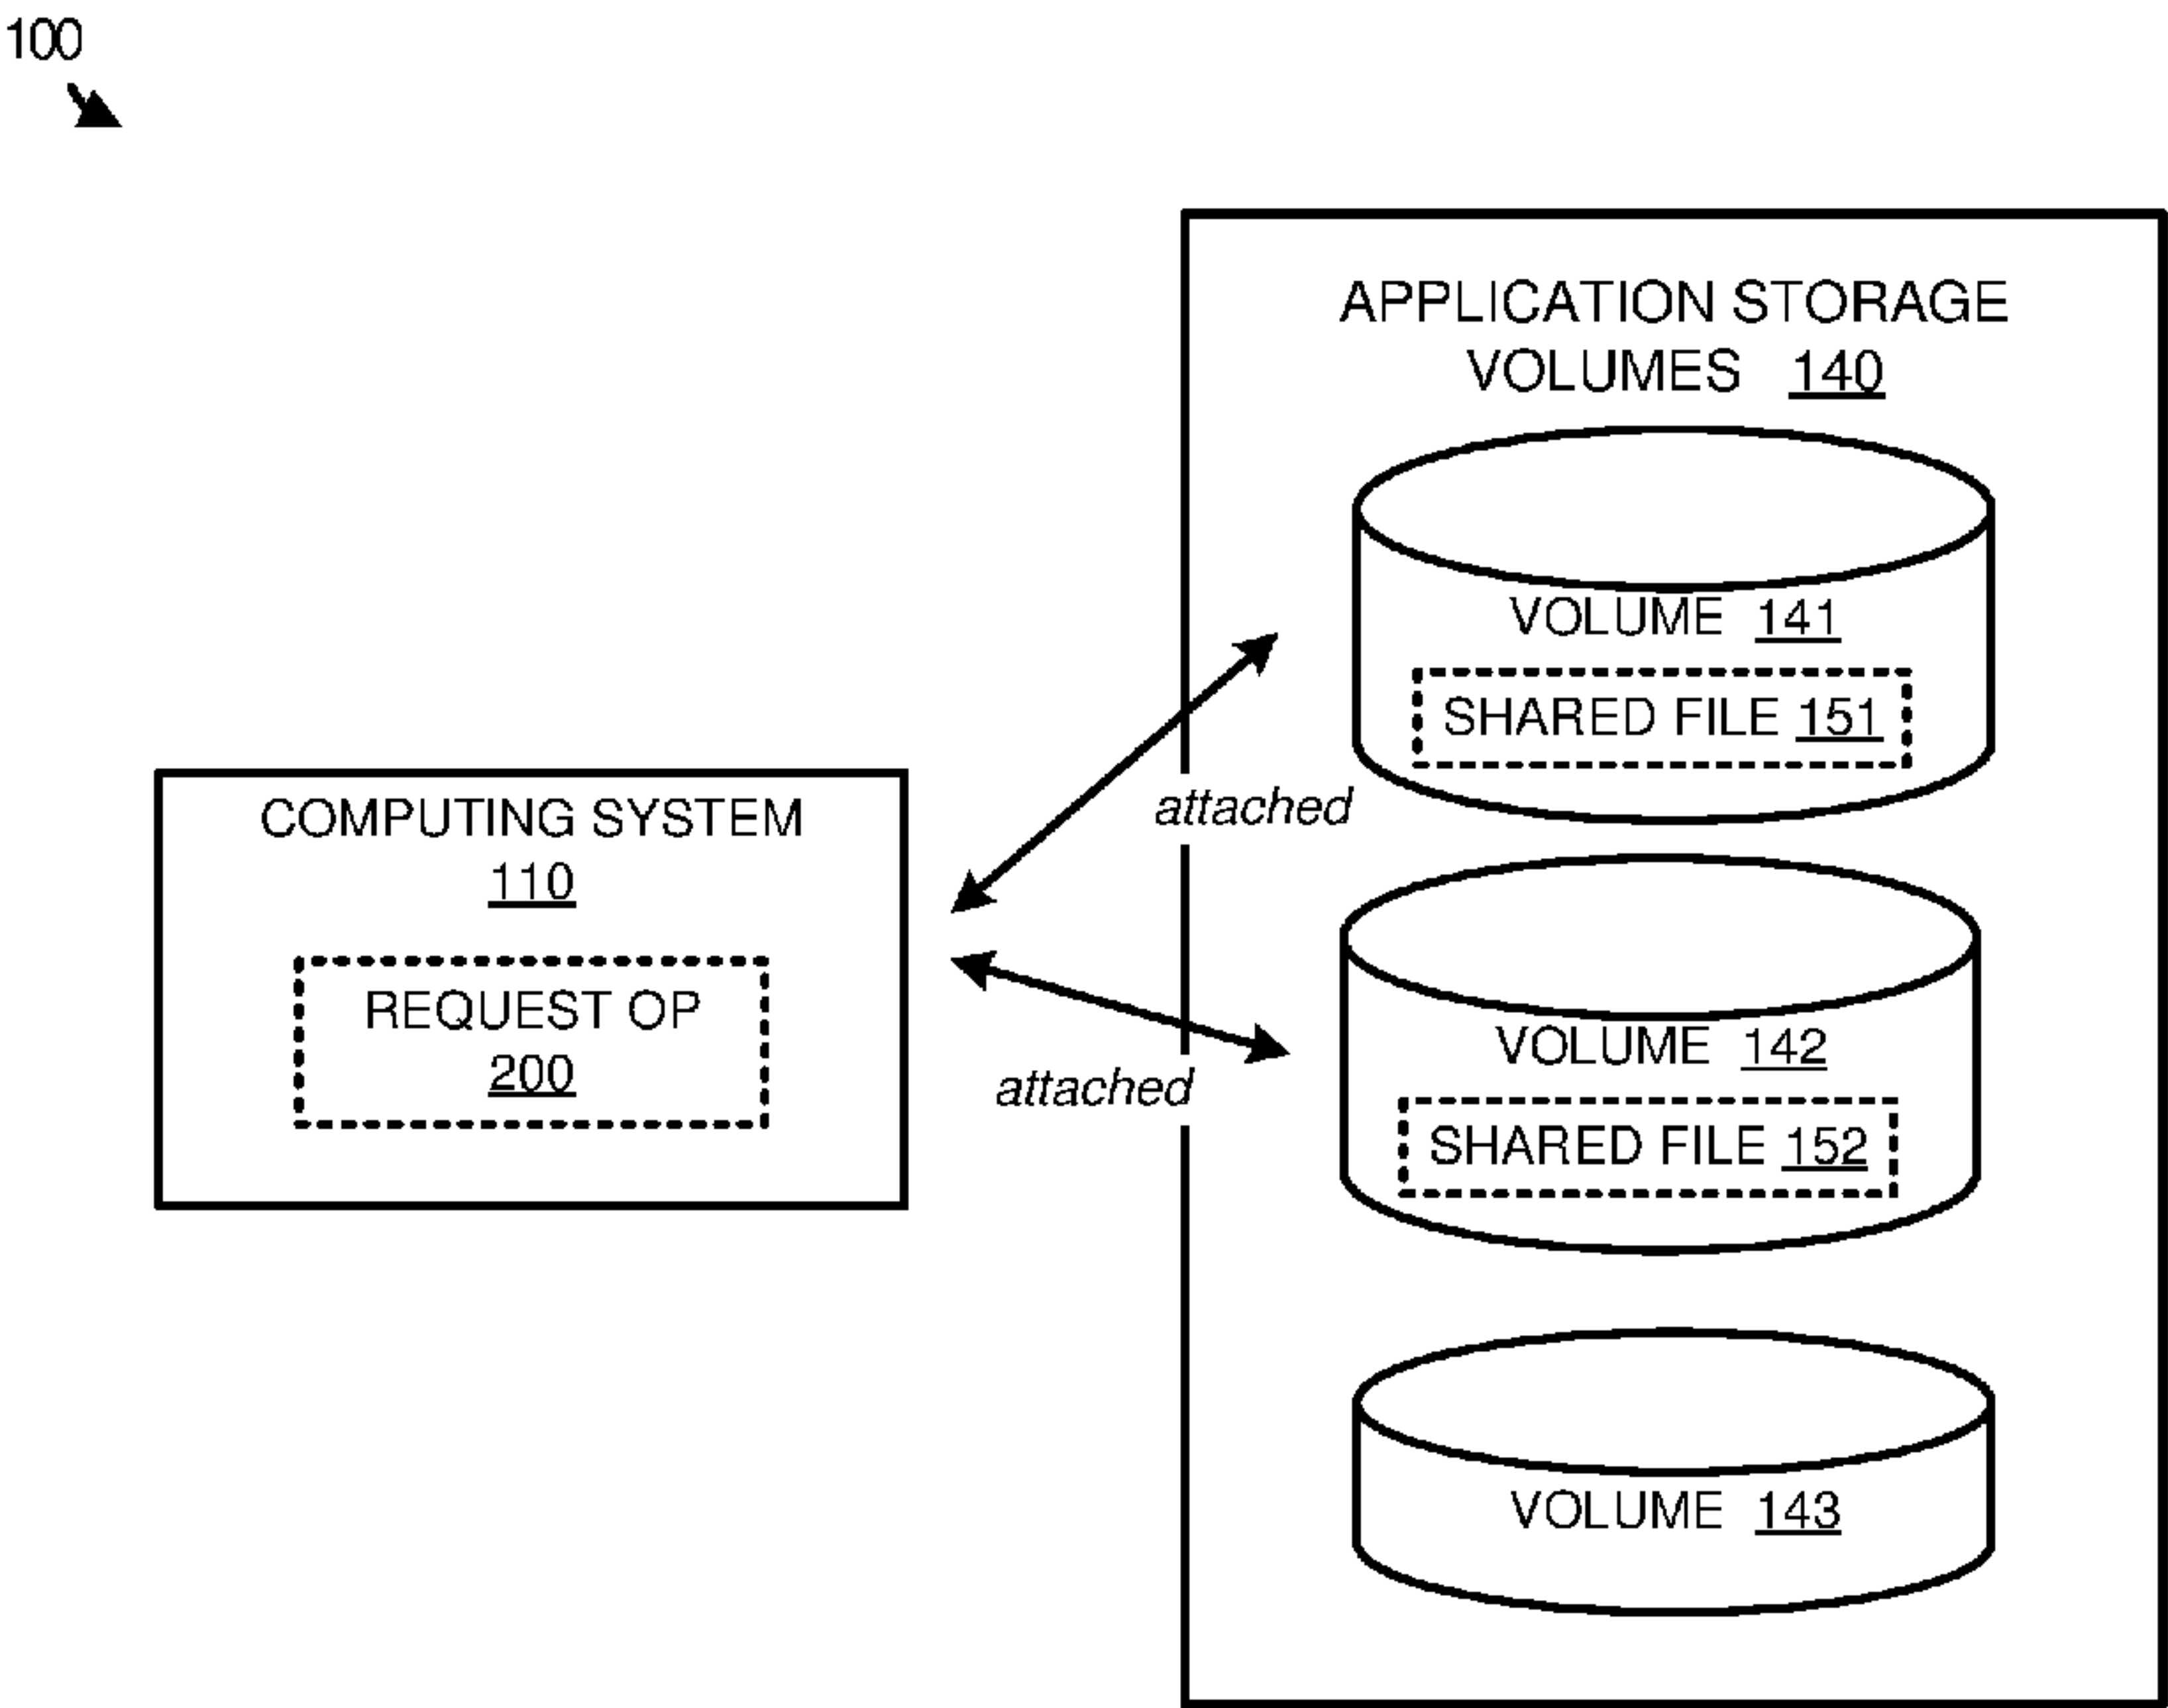 100
APPLICATION STORAGE
VOLUMES 140
VOLUME 141
SHARED FILE 151
attached
COMPUTING SYSTEM
110
REQUEST OP
200
attached
VOLUME 142
SHARED FILE 152
VOLUME 143